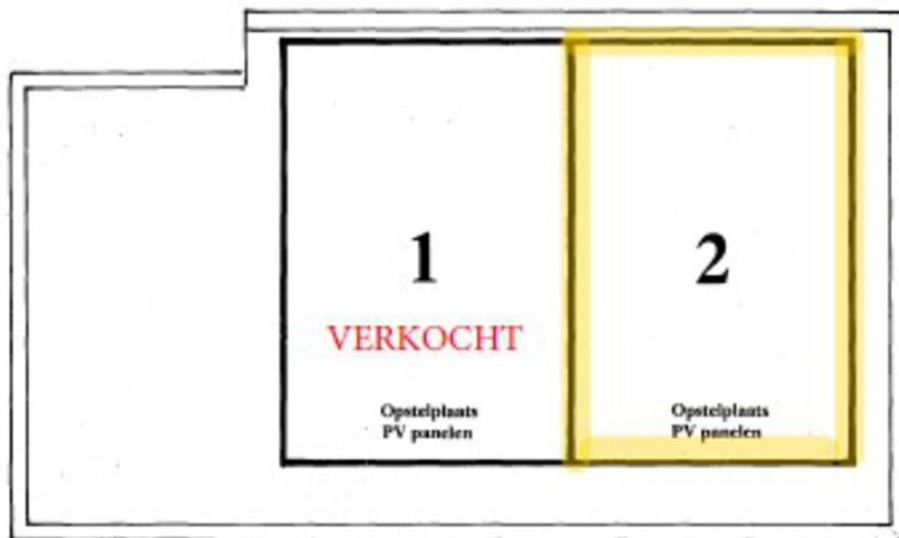 1
VERKOCHT
Opstelplaats
PV panelen
2
Opstelplaats
PV panelen